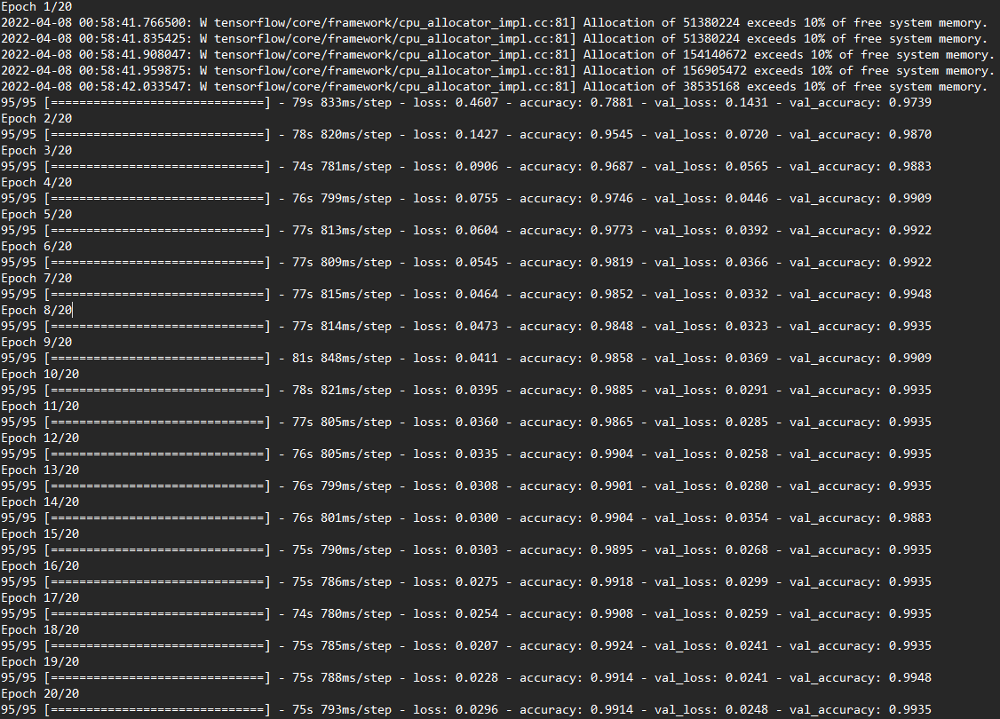 Epoch 1/20
2022-04-08 00:58:41.766500: W tensorflow/core/framework/cpu_allocator_impl.cc:81] Allocation of 51380224 exceeds 10% of free system memory.
2022-04-08 00:58:41.835425: W tensorflow/core/framework/cpu_allocator_impl.cc:81] Allocation of 51380224 exceeds 10% of free system memory.
2022-04-08 00:58:41.908047: W tensorflow/core/framework/cpu_allocator_impl.cc:81] Allocation of 154140672 exceeds 10% of free system memory.
2022-04-08 00:58:41.959875: W tensorflow/core/framework/cpu_allocator_impl.cc:81] Allocation of 156905472 exceeds 10% of free system memory.
2022-04-08 00:58:42.033547: W tensorflow/core/framework/cpu_allocator_impl.cc:81] Allocation of 38535168 exceeds 10% of free system memory.
95/95 [==============================] - 79s 833ms/step - loss: 0.4607 - accuracy: 0.7881 - val_loss: 0.1431 - val_accuracy: 0.9739
Epoch 2/20
95/95 [==============================] - 78s 820ms/step - loss: 0.1427 - accuracy: 0.9545 - val_loss: 0.0720 - val_accuracy: 0.9870
Epoch 3/20
95/95 [==============================] - 74s 781ms/step - loss: 0.0906 - accuracy: 0.9687 - val_loss: 0.0565 - val_accuracy: 0.9883
Epoch 4/20
95/95 [==============================] - 76s 799ms/step - loss: 0.0755 - accuracy: 0.9746 - val_loss: 0.0446 - val_accuracy: 0.9909
Epoch 5/20
95/95 [==============================] - 77s 813ms/step - loss: 0.0604 - accuracy: 0.9773 - val_loss: 0.0392 - val_accuracy: 0.9922
Epoch 6/20
95/95 [==============================] - 77s 809ms/step - loss: 0.0545 - accuracy: 0.9819 - val_loss: 0.0366 - val_accuracy: 0.9922
Epoch 7/20
95/95 [==============================] - 77s 815ms/step - loss: 0.0464 - accuracy: 0.9852 - val_loss: 0.0332 - val_accuracy: 0.9948
Epoch 8/20
95/95 [==============================] - 77s 814ms/step - loss: 0.0473 - accuracy: 0.9848 - val_loss: 0.0323 - val_accuracy: 0.9935
Epoch 9/20
95/95 [==============================] - 81s 848ms/step - loss: 0.0411 - accuracy: 0.9858 - val_loss: 0.0369 - val_accuracy: 0.9909
Epoch 10/20
95/95 [==============================] - 78s 821ms/step - loss: 0.0395 - accuracy: 0.9885 - val_loss: 0.0291 - val_accuracy: 0.9935
Epoch 11/20
95/95 [==============================] - 77s 805ms/step - loss: 0.0360 - accuracy: 0.9865 - val_loss: 0.0285 - val_accuracy: 0.9935
Epoch 12/20
95/95 [==============================] - 76s 805ms/step - loss: 0.0335 - accuracy: 0.9904 - val_loss: 0.0258 - val_accuracy: 0.9935
Epoch 13/20
95/95 [==============================] - 76s 799ms/step - loss: 0.0308 - accuracy: 0.9901 - val_loss: 0.0280 - val_accuracy: 0.9935
Epoch 14/20
95/95 [==============================] - 76s 801ms/step - loss: 0.0300 - accuracy: 0.9904 - val_loss: 0.0354 - val_accuracy: 0.9883
Epoch 15/20
95/95 [==============================] - 75s 790ms/step - loss: 0.0303 - accuracy: 0.9895 - val_loss: 0.0268 - val_accuracy: 0.9935
Epoch 16/20
95/95 [==============================] - 75s 786ms/step - loss: 0.0275 - accuracy: 0.9918 - val_loss: 0.0299 - val_accuracy: 0.9935
Epoch 17/20
95/95 [==============================] - 74s 780ms/step - loss: 0.0254 - accuracy: 0.9908 - val_loss: 0.0259 - val_accuracy: 0.9935
Epoch 18/20
95/95 [==============================] - 75s 785ms/step - loss: 0.0207 - accuracy: 0.9924 - val_loss: 0.0241 - val_accuracy: 0.9935
Epoch 19/20
95/95 [==============================] - 75s 788ms/step - loss: 0.0228 - accuracy: 0.9914 - val_loss: 0.0241 - val_accuracy: 0.9948
Epoch 20/20
95/95 [==============================] - 75s 793ms/step - loss: 0.0296 - accuracy: 0.9914 - val_loss: 0.0248 - val_accuracy: 0.9935